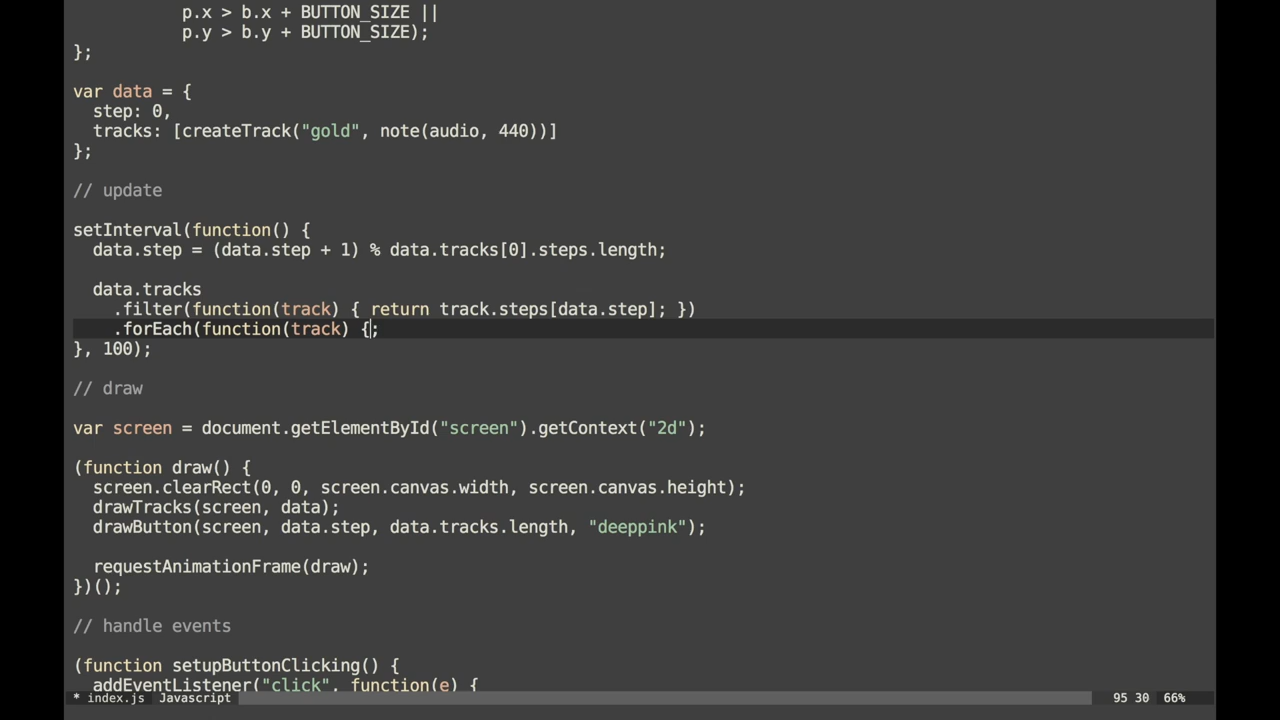 p.x > b.x + BUTTON_SIZE ||
p.y > b.y + BUTTON_SIZE);
};
var data = {
step: 0,
tracks: [createTrack("gold", note(audio, 440))]
};
// update
setInterval(function() {
data.step = (data.step + 1) % data.tracks[0].steps.length;
data.tracks
.filter(function(track) { return track.steps[data.step]; })
.forEach(function(track) {;
}, 100);
// draw
var screen = document.getElementById("screen").getContext("2d");
(function draw() {
screen.clearRect(0, 0, screen.canvas.width, screen.canvas.height);
drawTracks(screen, data);
drawButton(screen, data.step, data.tracks.length, "deeppink");
requestAnimationFrame(draw);
})();
// handle events
(function setupButtonClicking() {
addEventListener("click", function(e) {
* index.js Javascript 95 30 66%